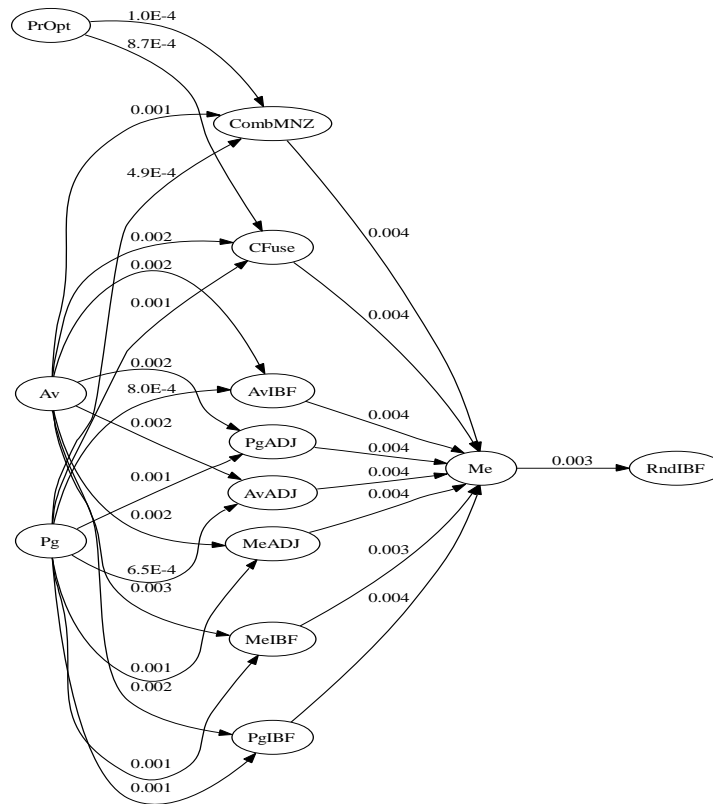 PrOpt
1.0E-4
8.7E-4
0.001
CombMNZ
4.9E-4
0.004
0.002
CFuse
0.002
0.001
0.004
0.002
Av
8.0E-4
AvIBF
0.004
0.002
PgADJ
0.004
Me
0.003
RndIBF
0.001
0.004
AvADJ
0.004
0.002
Pg
MeADJ
6.5E-4
0.003
0.003
0.004
MeIBF
0.001
0.002
PgIBF
0.001
0.001